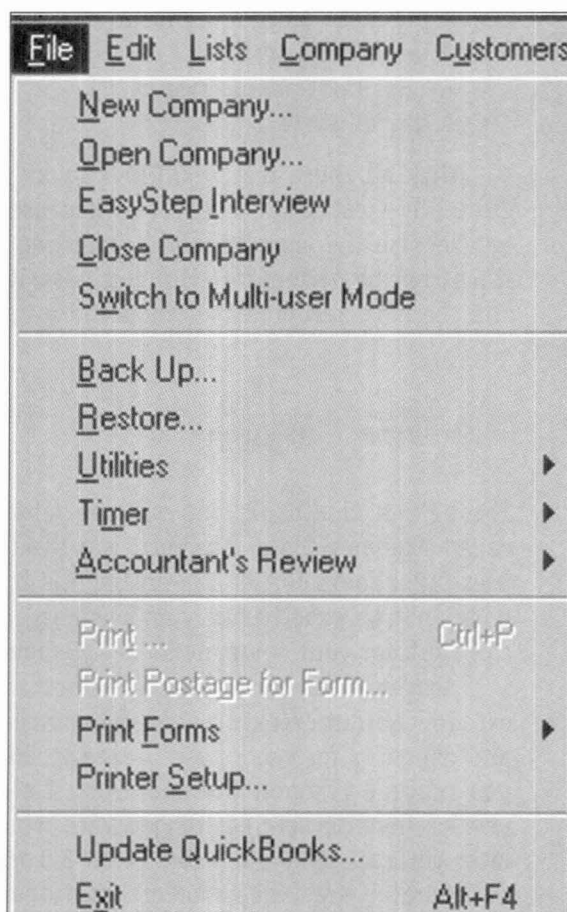 File Edit Lists Company Customers
New Company...
Open Company...
EasyStep Interview
Close Company
Switch to Multi-user Mode
Back Up...
Restore...
Utilities
Timer
Accountant's Review
Print ... Ctrl+P
Print Postage for Form...
Print Forms
Printer Setup...
Update QuickBooks...
Exit Alt+F4